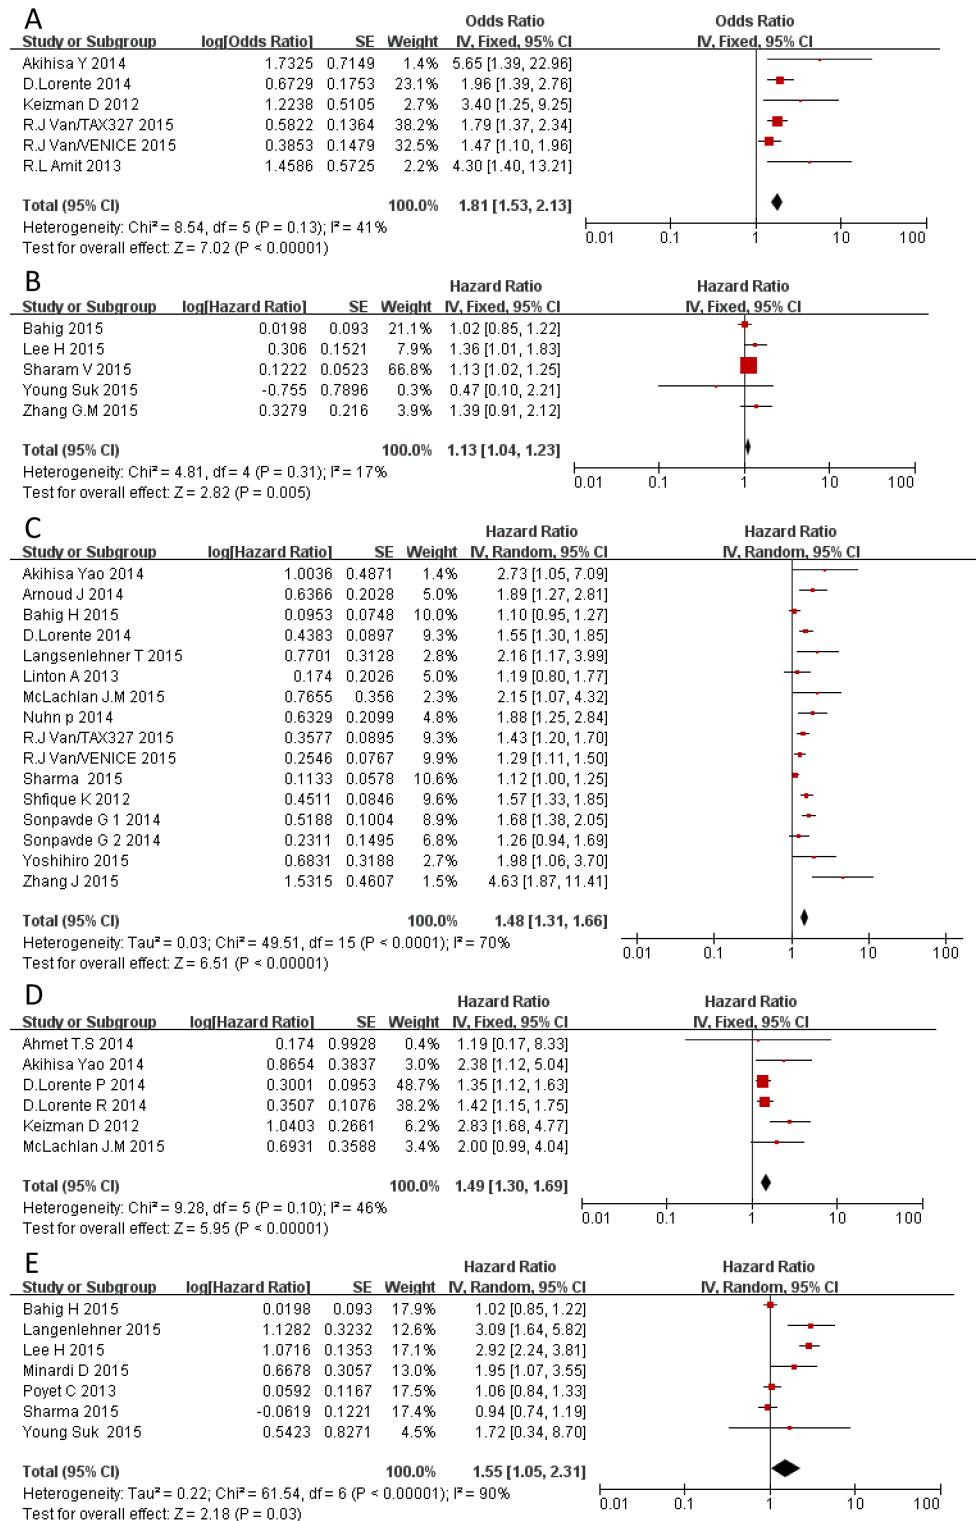 A
Odds Ratio Odds Ratio
Study or Subgroup log[Odds Ratio] SE Weight IV, Fixed, 95% CI IV, Fixed, 95% CI
Akihisa Y 2014 1.7325 0.7149 1.4% 5.65 [1.39, 22.96]
D.Lorente 2014 0.6729 0.1753 23.1% 1.96 [1.39, 2.76]
Keizman D 2012 1.2238 0.5105 2.7% 3.40 [1.25, 9.25]
R.J Van/TAX327 2015 0.5822 0.1364 38.2% 1.79 [1.37, 2.34]
R.J Van/VENICE 2015 0.3853 0.1479 32.5% 1.47 [1.10, 1.96]
R.L Amit 2013 1.4586 0.5725 2.2% 4.30 [1.40, 13.21]
Total (95% CI) 100.0% 1.81 [1.53, 2.13]
Heterogeneity: Chi² = 8.54, df = 5 (P = 0.13); I² = 41%
Test for overall effect: Z = 7.02 (P < 0.00001)
0.01 0.1 1 10 100
B
Hazard Ratio Hazard Ratio
Study or Subgroup log[Hazard Ratio] SE Weight IV, Fixed, 95% CI IV, Fixed, 95% CI
Bahig 2015 0.0198 0.093 21.1% 1.02 [0.85, 1.22]
Lee H 2015 0.306 0.1521 7.9% 1.36 [1.01, 1.83]
Sharam V 2015 0.1222 0.0523 66.8% 1.13 [1.02, 1.25]
Young Suk 2015 -0.755 0.7896 0.3% 0.47 [0.10, 2.21]
Zhang G.M 2015 0.3279 0.216 3.9% 1.39 [0.91, 2.12]
Total (95% CI) 100.0% 1.13 [1.04, 1.23]
Heterogeneity: Chi² = 4.81, df = 4 (P = 0.31); I² = 17%
Test for overall effect: Z = 2.82 (P = 0.005)
0.01 0.1 1 10 100
C
Hazard Ratio Hazard Ratio
Study or Subgroup log[Hazard Ratio] SE Weight IV, Random, 95% CI IV, Random, 95% CI
Akihisa Yao 2014 1.0036 0.4871 1.4% 2.73 [1.05, 7.09]
Arnoud J 2014 0.6366 0.2028 5.0% 1.89 [1.27, 2.81]
Bahig H 2015 0.0953 0.0748 10.0% 1.10 [0.95, 1.27]
D.Lorente 2014 0.4383 0.0897 9.3% 1.55 [1.30, 1.85]
Langsenlehner T 2015 0.7701 0.3128 2.8% 2.16 [1.17, 3.99]
Linton A 2013 0.174 0.2026 5.0% 1.19 [0.80, 1.77]
McLachlan J.M 2015 0.7655 0.356 2.3% 2.15 [1.07, 4.32]
Nuhn p 2014 0.6329 0.2099 4.8% 1.88 [1.25, 2.84]
R.J Van/TAX327 2015 0.3577 0.0895 9.3% 1.43 [1.20, 1.70]
R.J Van/VENICE 2015 0.2546 0.0767 9.9% 1.29 [1.11, 1.50]
Sharma 2015 0.1133 0.0578 10.6% 1.12 [1.00, 1.25]
Shfique K 2012 0.4511 0.0846 9.6% 1.57 [1.33, 1.85]
Sonpavde G 1 2014 0.5188 0.1004 8.9% 1.68 [1.38, 2.05]
Sonpavde G 2 2014 0.2311 0.1495 6.8% 1.26 [0.94, 1.69]
Yoshihiro 2015 0.6831 0.3188 2.7% 1.98 [1.06, 3.70]
Zhang J 2015 1.5315 0.4607 1.5% 4.63 [1.87, 11.41]
Total (95% CI) 100.0% 1.48 [1.31, 1.66]
Heterogeneity: Tau² = 0.03; Chi² = 49.51, df = 15 (P < 0.0001); I² = 70%
Test for overall effect: Z = 6.51 (P < 0.00001)
0.01 0.1 1 10 100
D
Hazard Ratio Hazard Ratio
Study or Subgroup log[Hazard Ratio] SE Weight IV, Fixed, 95% CI IV, Fixed, 95% CI
Ahmet T.S 2014 0.174 0.9928 0.4% 1.19 [0.17, 8.33]
Akihisa Yao 2014 0.8654 0.3837 3.0% 2.38 [1.12, 5.04]
D.Lorente P 2014 0.3001 0.0953 48.7% 1.35 [1.12, 1.63]
D.Lorente R 2014 0.3507 0.1076 38.2% 1.42 [1.15, 1.75]
Keizman D 2012 1.0403 0.2661 6.2% 2.83 [1.68, 4.77]
McLachlan J.M 2015 0.6931 0.3588 3.4% 2.00 [0.99, 4.04]
Total (95% CI) 100.0% 1.49 [1.30, 1.69]
Heterogeneity: Chi² = 9.28, df = 5 (P = 0.10); I² = 46%
Test for overall effect: Z = 5.95 (P < 0.00001)
0.01 0.1 1 10 100
E
Hazard Ratio Hazard Ratio
Study or Subgroup log[Hazard Ratio] SE Weight IV, Random, 95% CI IV, Random, 95% CI
Bahig H 2015 0.0198 0.093 17.9% 1.02 [0.85, 1.22]
Langenlehner 2015 1.1282 0.3232 12.6% 3.09 [1.64, 5.82]
Lee H 2015 1.0716 0.1353 17.1% 2.92 [2.24, 3.81]
Minardi D 2015 0.6678 0.3057 13.0% 1.95 [1.07, 3.55]
Poyet C 2013 0.0592 0.1167 17.5% 1.06 [0.84, 1.33]
Sharma 2015 -0.0619 0.1221 17.4% 0.94 [0.74, 1.19]
Young Suk 2015 0.5423 0.8271 4.5% 1.72 [0.34, 8.70]
Total (95% CI) 100.0% 1.55 [1.05, 2.31]
Heterogeneity: Tau² = 0.22; Chi² = 61.54, df = 6 (P < 0.00001); I² = 90%
Test for overall effect: Z = 2.18 (P = 0.03)
0.01 0.1 1 10 100